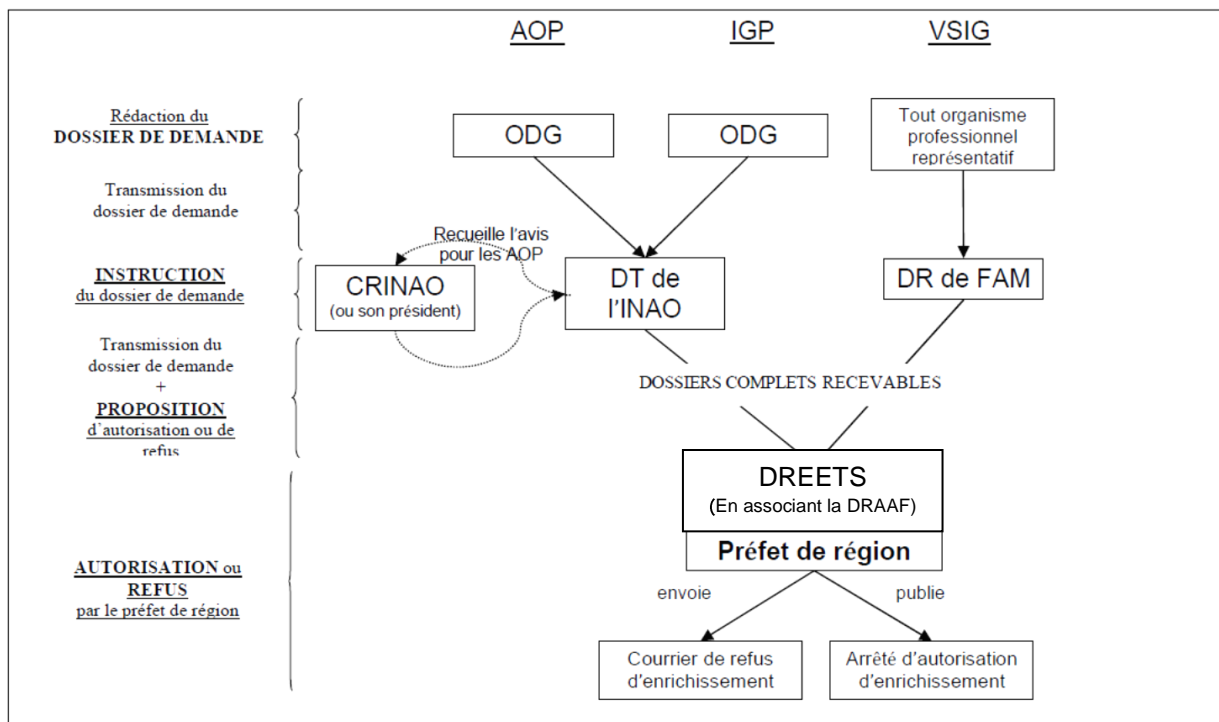 AOP
IGP
VSIG
Rédaction du
DOSSIER DE DEMANDE
ODG
ODG
Tout organisme
professionnel
représentatif
Transmission du
dossier de demande
Recueille l'avis
pour les AOP
INSTRUCTION
du dossier de demande
CRINAO
(ou son président)
DT de
l'INAO
DR de FAM
Transmission du
dossier de demande
+
PROPOSITION
d'autorisation ou de
refus
DOSSIERS COMPLETS RECEVABLES
DREETS
(En associant la DRAAF)
Préfet de région
AUTORISATION ou
REFUS
par le préfet de région
envoie
publie
Courrier de refus
d'enrichissement
Arrêté d'autorisation
d'enrichissement